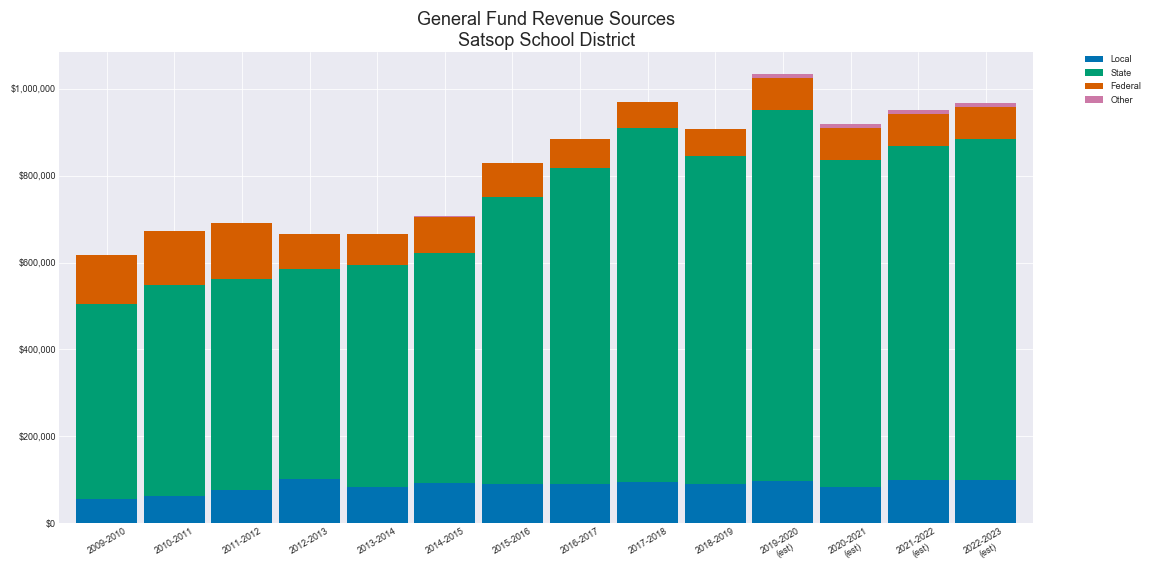 General Fund Revenue Sources
Satsop School District
Local
State
Federal
Other
$1,000,000
$800,000
$600,000
$400,000
$200,000
$0
2009-2010
2010-2011
2011-2012
2012-2013
2013-2014
2014-2015
2015-2016
2016-2017
2017-2018
2018-2019
2019-2020
(est)
2020-2021
(est)
2021-2022
(est)
2022-2023
(est)